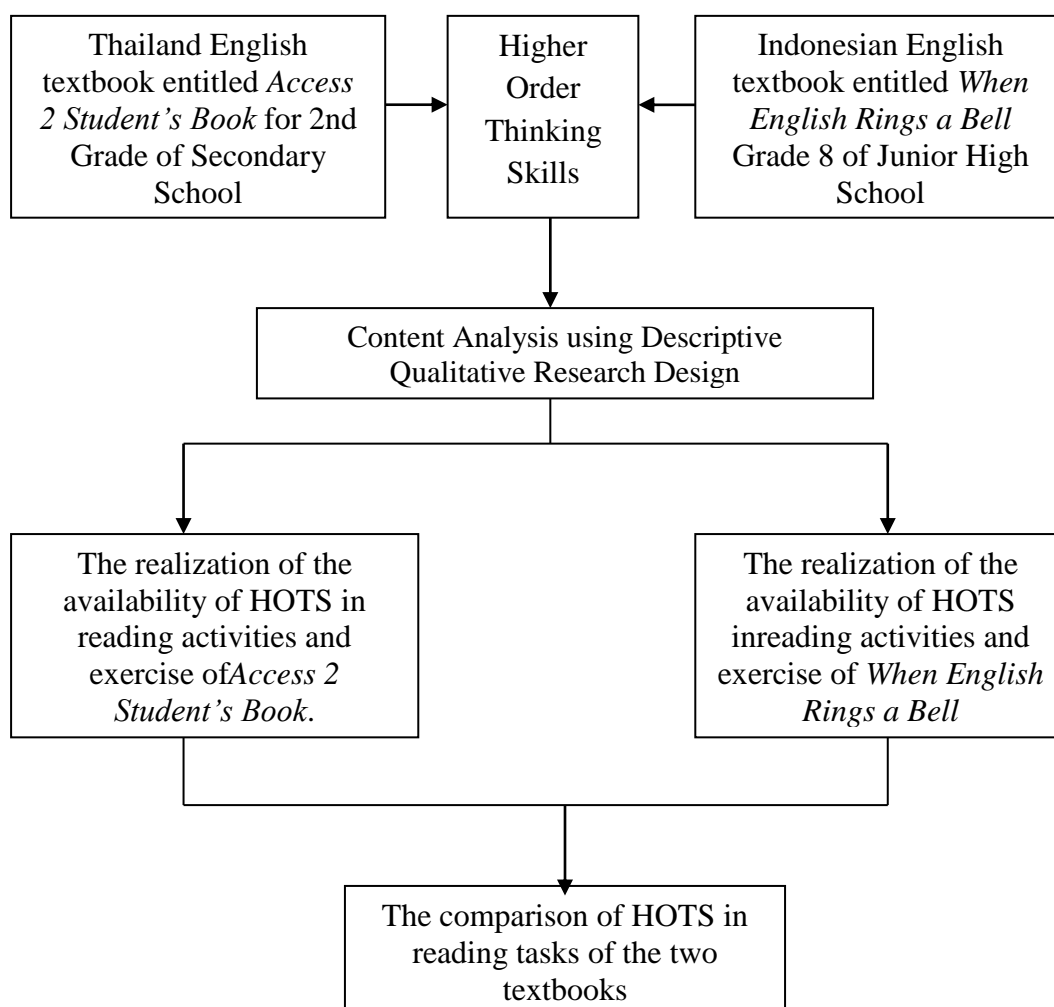 Thailand English
textbook entitled Access
2 Student’s Book for 2nd
Grade of Secondary
School
Higher
Order
Thinking
Skills
Indonesian English
textbook entitled When
English Rings a Bell
Grade 8 of Junior High
School
Content Analysis using Descriptive
Qualitative Research Design
The realization of the
availability of HOTS in
reading activities and
exercise ofAccess 2
Student’s Book.
The realization of the
availability of HOTS
inreading activities and
exercise of When English
Rings a Bell
The comparison of HOTS in
reading tasks of the two
textbooks